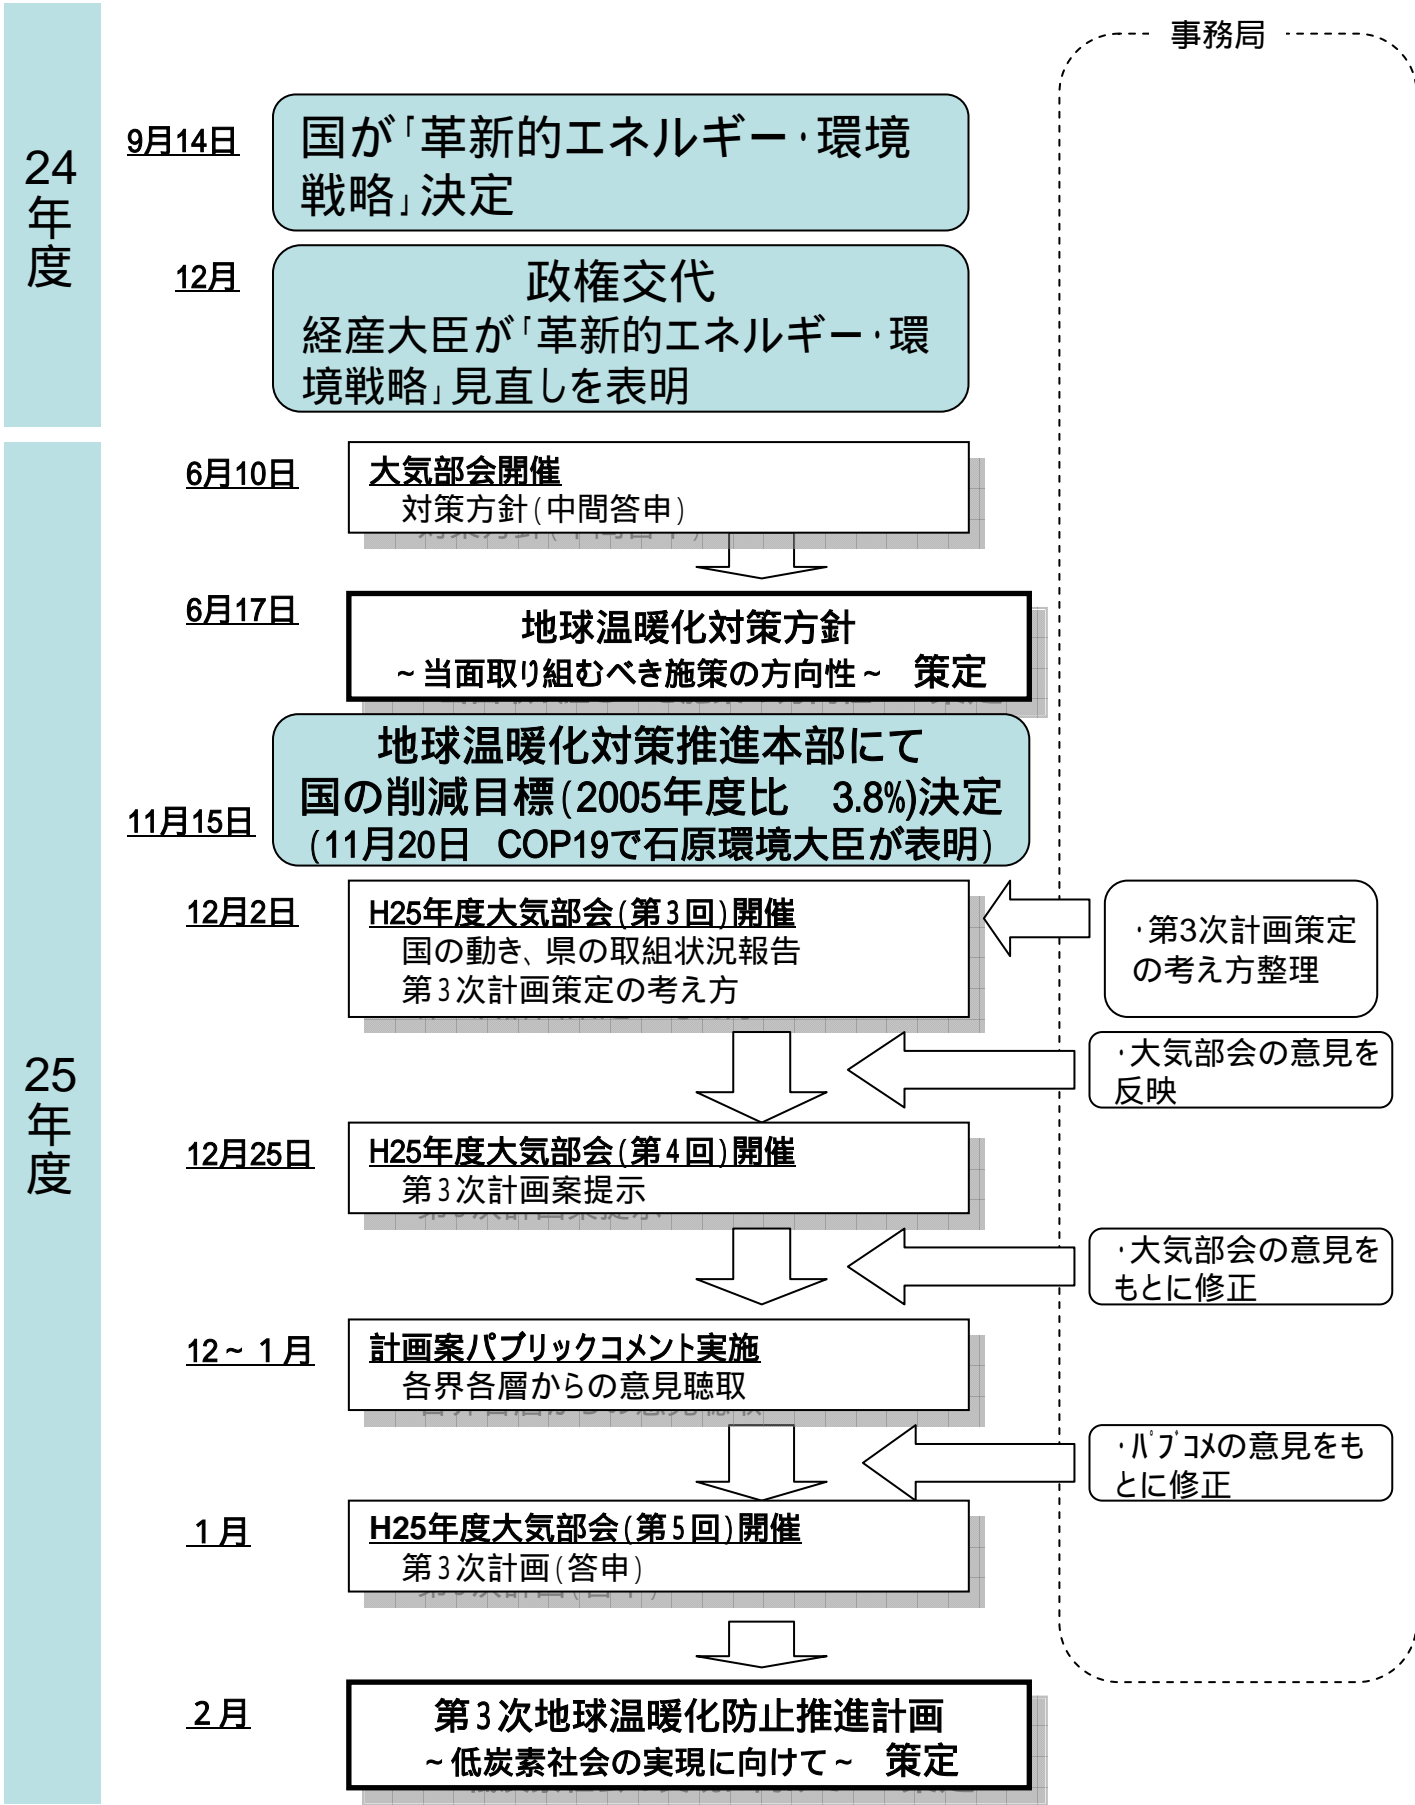 事務局
24
年
度
9月14日
国が「革新的エネルギー・環境
戦略」決定
12月
政権交代
経産大臣が「革新的エネルギー・環
境戦略」見直しを表明
25
年
度
6月10日
大気部会開催
対策方針(中間答申)
6月17日
地球温暖化対策方針
~当面取り組むべき施策の方向性~ 策定
11月15日
地球温暖化対策推進本部にて
国の削減目標(2005年度比 3.8%)決定
(11月20日 COP19で石原環境大臣が表明)
12月2日
H25年度大気部会(第3回)開催
国の動き、県の取組状況報告
第3次計画策定の考え方
・第3次計画策定
の考え方整理
・大気部会の意見を
反映
12月25日
H25年度大気部会(第4回)開催
第3次計画案提示
・大気部会の意見を
もとに修正
12~1月
計画案パブリックコメント実施
各界各層からの意見聴取
・パブコメの意見をも
とに修正
1月
H25年度大気部会(第5回)開催
第3次計画(答申)
2月
第3次地球温暖化防止推進計画
~低炭素社会の実現に向けて~ 策定